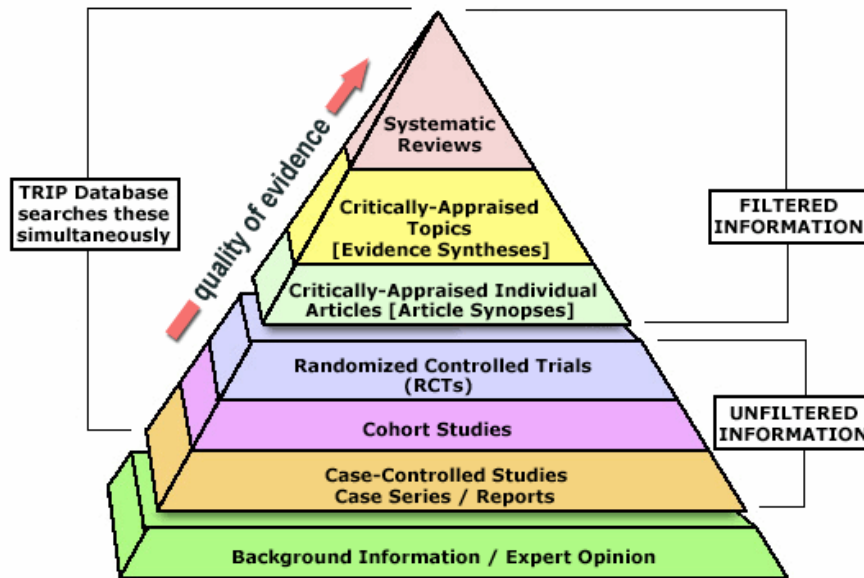 Systematic
Reviews
quality of evidence
TRIP Database
searches these
simultaneously
FILTERED
INFORMATION
Critically-Appraised
Topics
[Evidence Syntheses]
Critically-Appraised Individual
Articles [Article Synopses]
Randomized Controlled Trials
(RCTs)
UNFILTERED
INFORMATION
Cohort Studies
Case-Controlled Studies
Case Series / Reports
Background Information / Expert Opinion